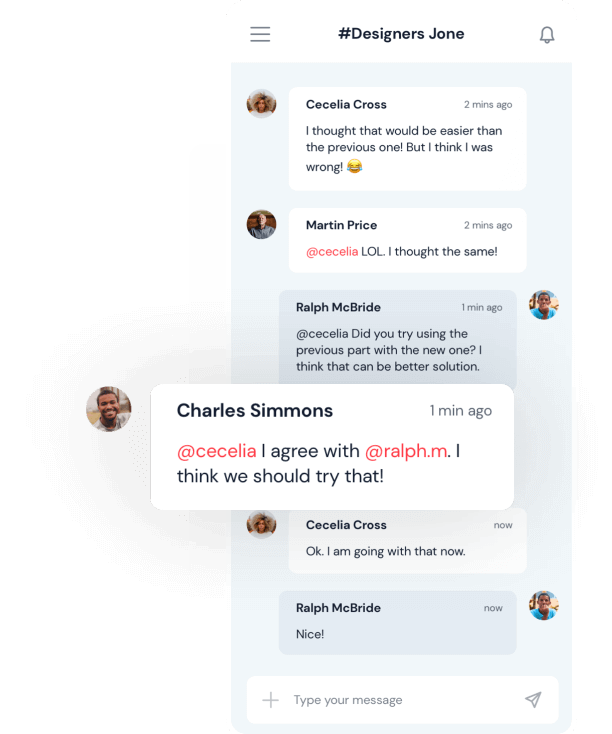 #Designers Jone
Cecelia Cross 2 mins ago
I thought that would be easier than
the previous one! But I think I was
wrong! 😂
Martin Price 2 mins ago
@cecelia LOL. I thought the same!
Ralph McBride 1 min ago
@cecelia Did you try using the
previous part with the new one? I
think that can be better solution.
Charles Simmons 1 min ago
@cecelia I agree with @ralph.m. I
think we should try that!
Cecelia Cross now
Ok. I am going with that now.
Ralph McBride now
Nice!
Type your message